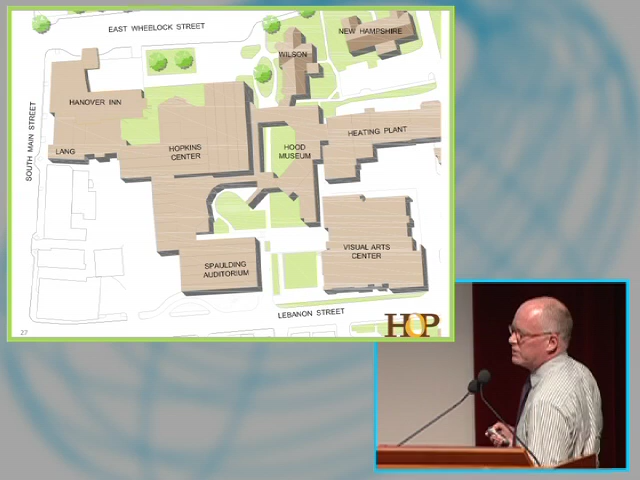 EAST WHEELOCK STREET
NEW HAMPSHIRE
WILSON
SOUTH MAIN STREET
HANOVER INN
HEATING PLANT
LANG
HOPKINS
CENTER
HOOD
MUSEUM
VISUAL ARTS
CENTER
SPAULDING
AUDITORIUM
LEBANON STREET
27
HOP